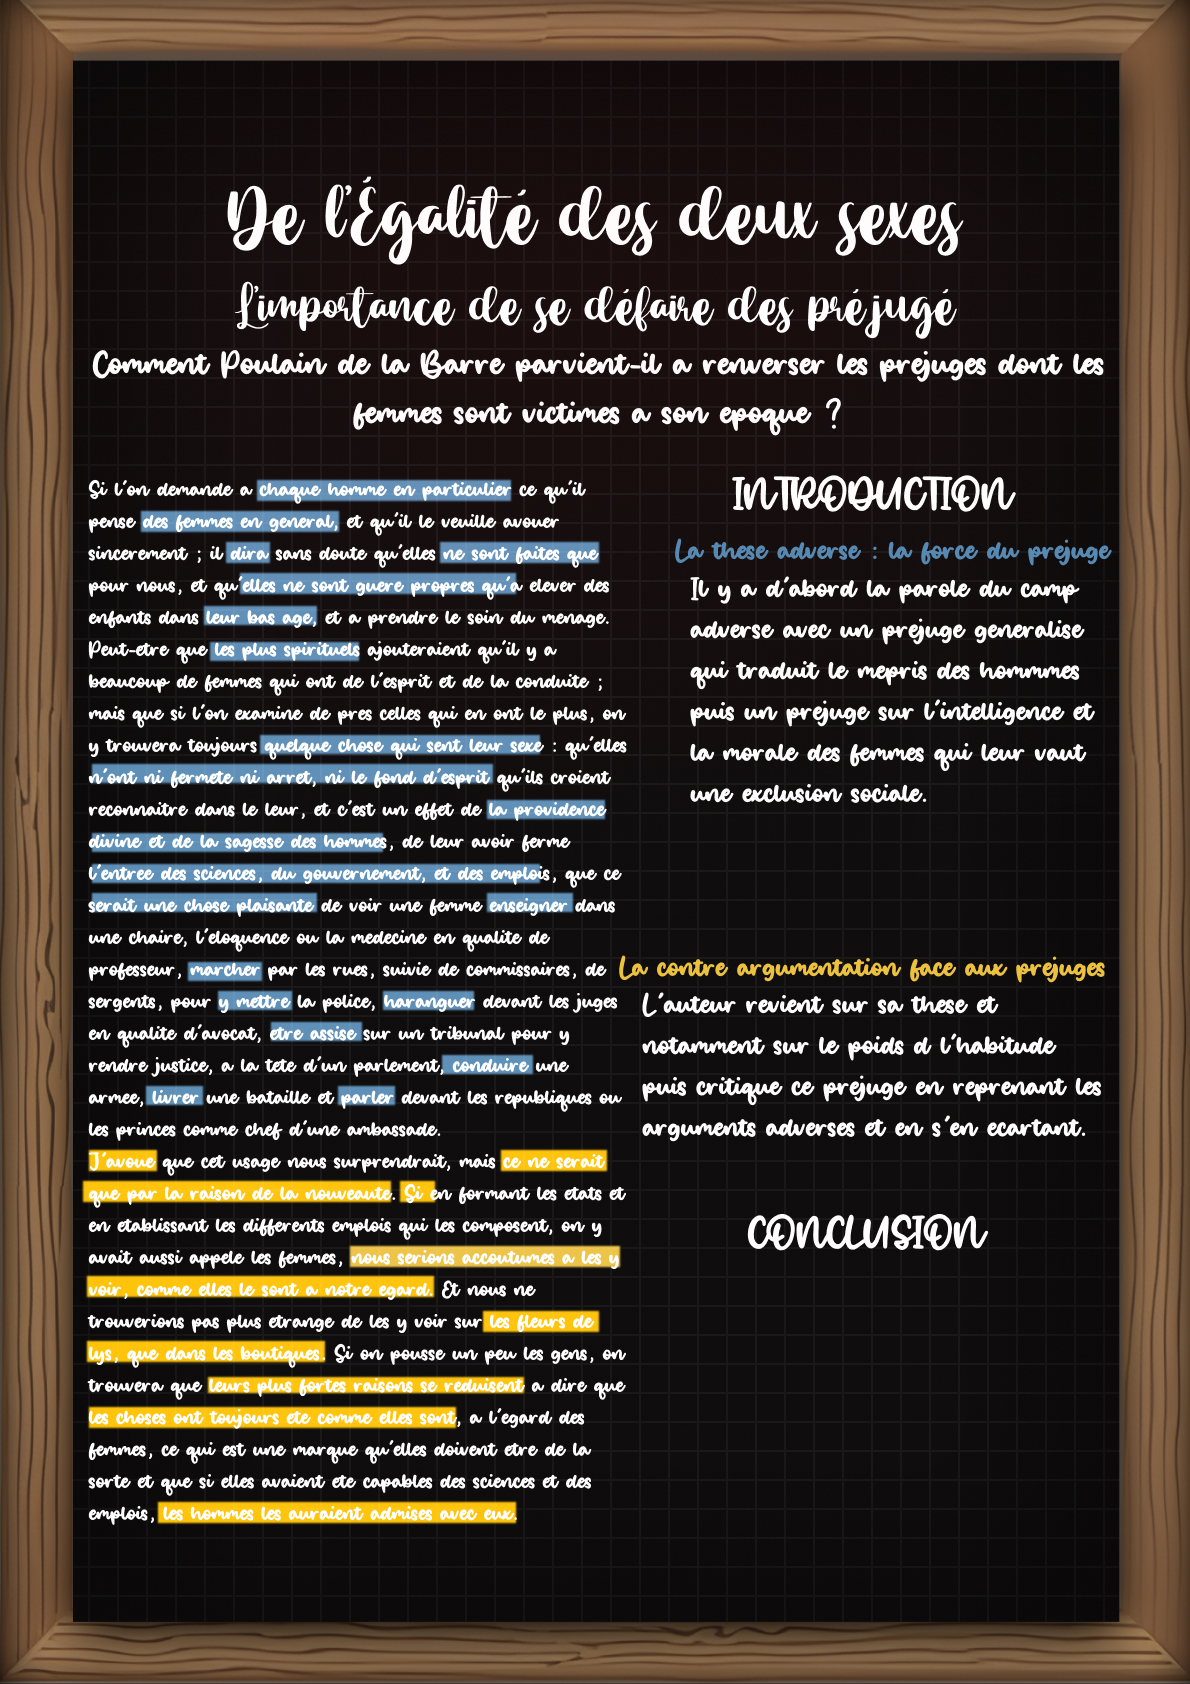 De l'Égalité des deux sexes
L'importance de se défaire des préjugé
Comment Poulain de la Barre parvient-il a renverser les prejuges dont les
femmes sont victimes a son epoque ?
Si l'on demande a chaque homme en particulier ce qu'il
pense des femmes en general, et qu'il le veuille avouer
sincerement ; il dira sans doute qu'elles ne sont faites que
pour nous, et qu'elles ne sont guere propres qu'a elever des
enfants dans leur bas age, et a prendre le soin du menage.
Peut-etre que les plus spirituels ajouteraient qu'il y a
beaucoup de femmes qui ont de l'esprit et de la conduite ;
mais que si l'on examine de pres celles qui en ont le plus, on
y trouvera toujours quelque chose qui sent leur sexe : qu'elles
n'ont ni fermete ni arret, ni le fond d'esprit qu'ils croient
reconnaitre dans le leur, et c'est un effet de la providence
divine et de la sagesse des hommes, de leur avoir ferme
l'entree des sciences, du gouvernement, et des emplois, que ce
serait une chose plaisante de voir une femme enseigner dans
une chaire, l'eloquence ou la medecine en qualite de
professeur, marcher par les rues, suivie de commissaires, de
sergents, pour y mettre la police, haranguer devant les juges
en qualite d'avocat, etre assise sur un tribunal pour y
rendre justice, a la tete d'un parlement, conduire une
armee, livrer une bataille et parler devant les republiques ou
les princes comme chef d'une ambassade.
J'avoue que cet usage nous surprendrait, mais ce ne serait
que par la raison de la nouveaute. Si en formant les etats et
en etablissant les differents emplois qui les composent, on y
avait aussi appele les femmes, nous serions accoutumes a les y
voir, comme elles le sont a notre egard. Et nous ne
trouverions pas plus etrange de les y voir sur les fleurs de
lys, que dans les boutiques. Si on pousse un peu les gens, on
trouvera que leurs plus fortes raisons se reduisent a dire que
les choses ont toujours ete comme elles sont, a l'egard des
femmes, ce qui est une marque qu'elles doivent etre de la
sorte et que si elles avaient ete capables des sciences et des
emplois, les hommes les auraient admises avec eux.
INTRODUCTION
La these adverse : la force du prejuge
Il y a d'abord la parole du camp
adverse avec un prejuge generalise
qui traduit le mepris des hommmes
puis un prejuge sur l'intelligence et
la morale des femmes qui leur vaut
une exclusion sociale.
La contre argumentation face aux prejuges
L'auteur revient sur sa these et
notamment sur le poids d l'habitude
puis critique ce prejuge en reprenant les
arguments adverses et en s'en ecartant.
CONCLUSION